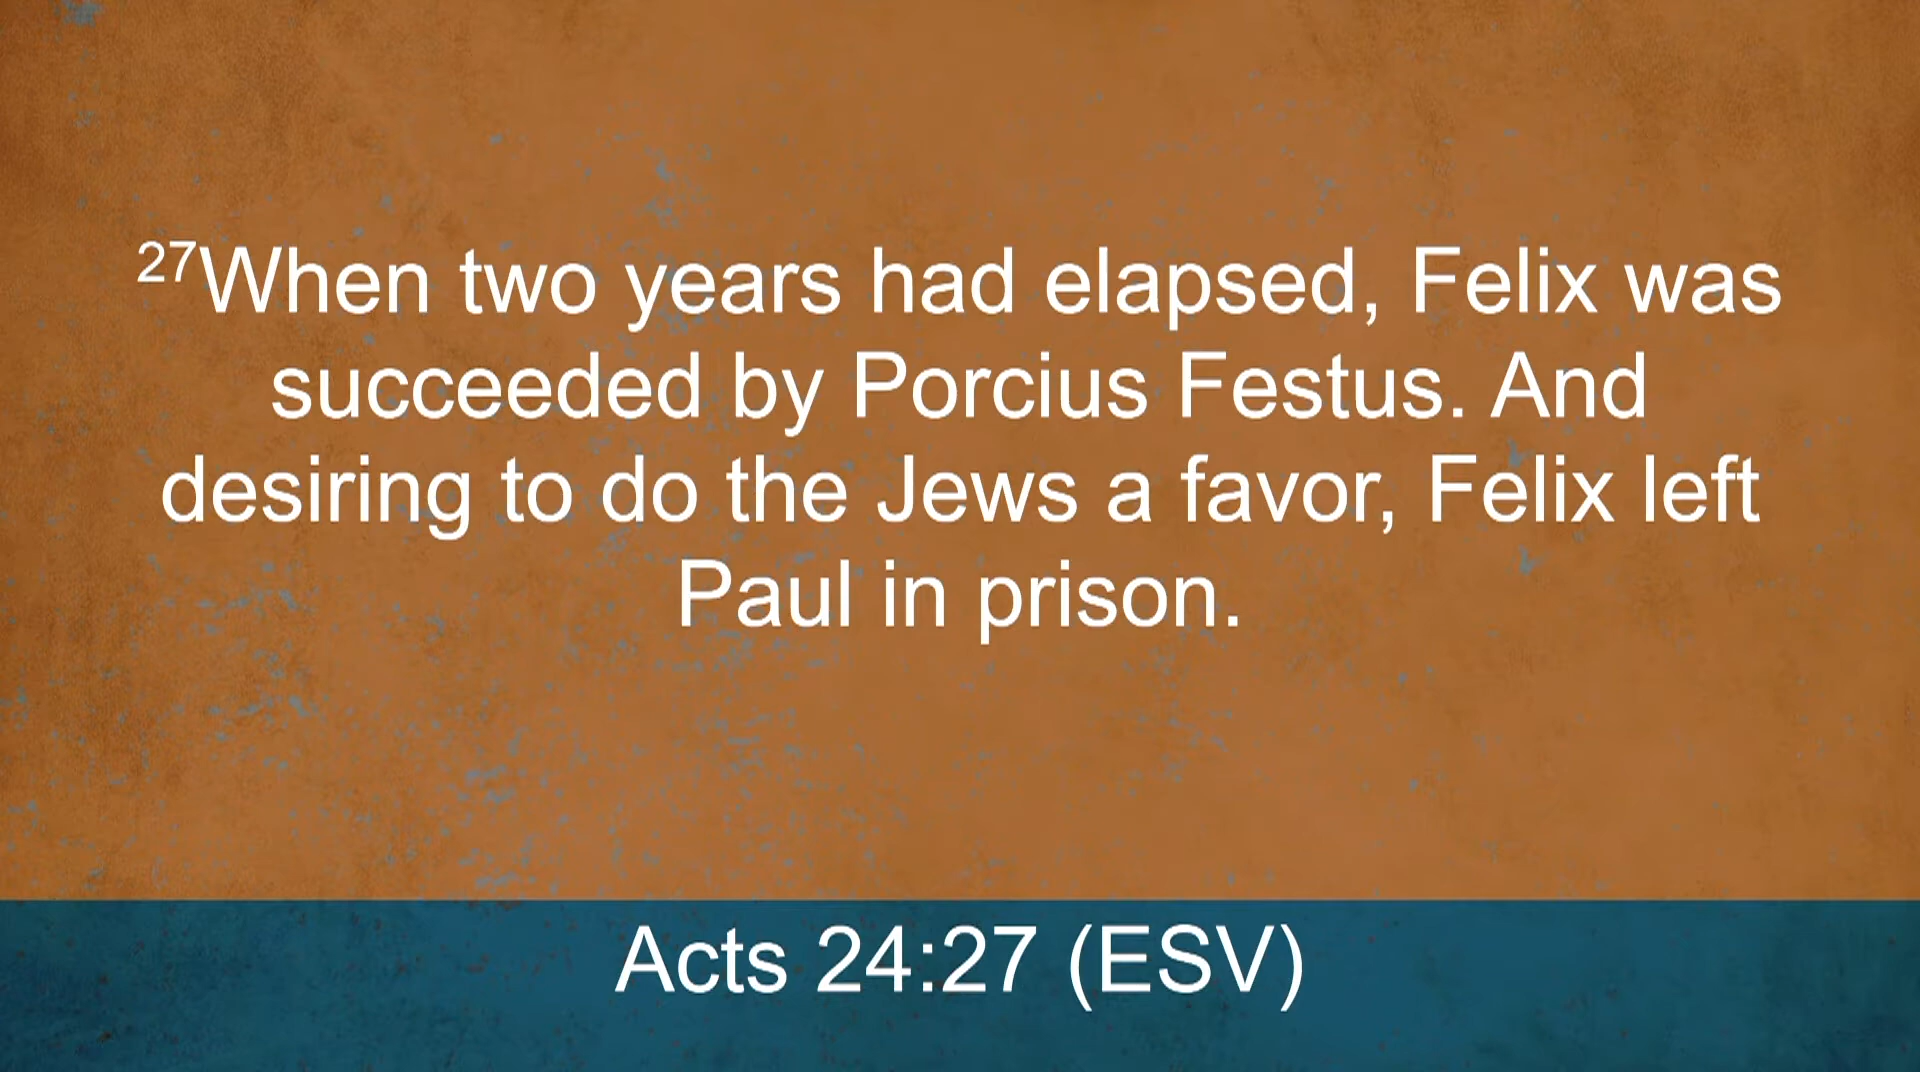 27When two years had elapsed, Felix was
succeeded by Porcius Festus. And
desiring to do the Jews a favor, Felix left
Paul in prison.
Acts 24:27 (ESV)